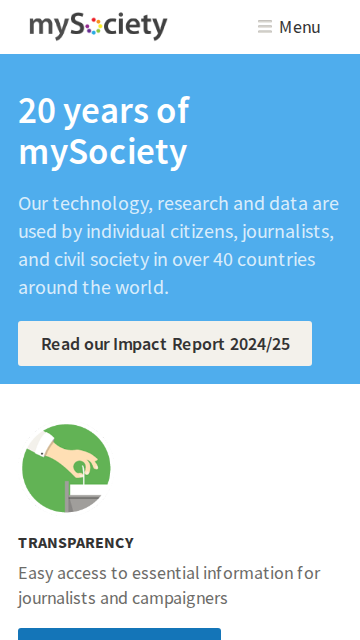 mySociety
Menu
20 years of
mySociety
Our technology, research and data are
used by individual citizens, journalists,
and civil society in over 40 countries
around the world.
Read our Impact Report 2024/25
TRANSPARENCY
Easy access to essential information for
journalists and campaigners